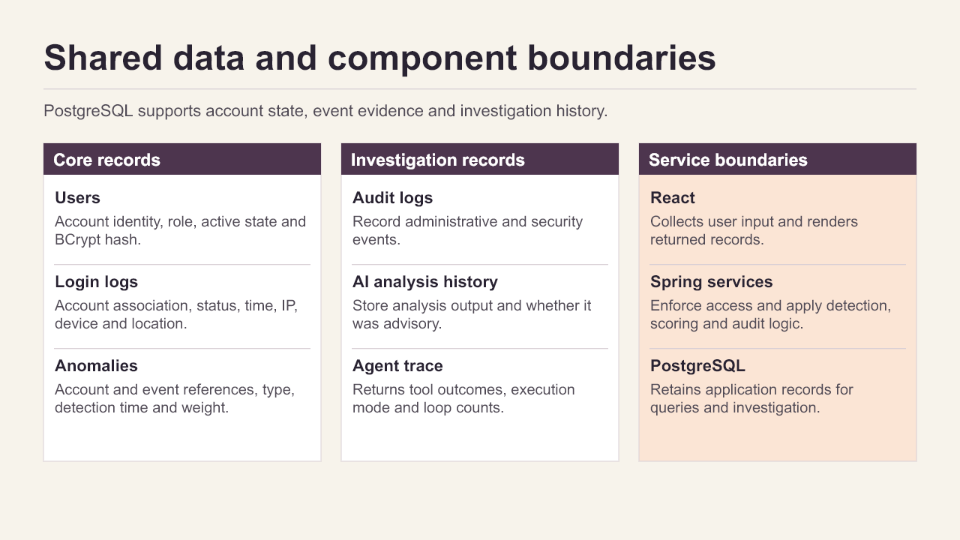 Shared data and component boundaries
PostgreSQL supports account state, event evidence and investigation history.
Core records
Users
Account identity, role, active state and
BCrypt hash.
Login logs
Account association, status, time, IP,
device and location.
Anomalies
Account and event references, type,
detection time and weight.
Investigation records
Audit logs
Record administrative and security
events.
AI analysis history
Store analysis output and whether it
was advisory.
Agent trace
Returns tool outcomes, execution
mode and loop counts.
Service boundaries
React
Collects user input and renders
returned records.
Spring services
Enforce access and apply detection,
scoring and audit logic.
PostgreSQL
Retains application records for
queries and investigation.